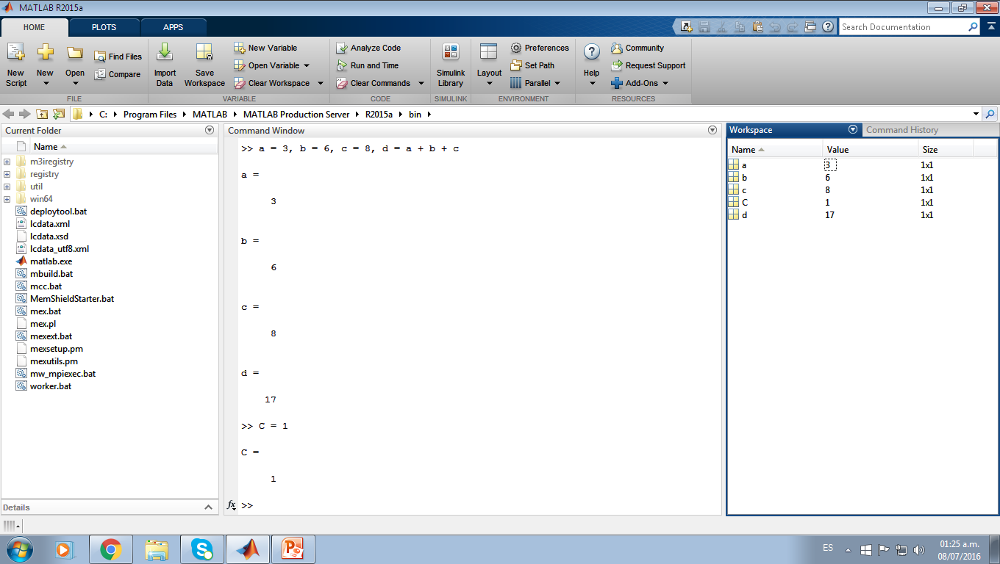 MATLAB R2015a
HOME PLOTS APPS
Search Documentation
New Script
New
Open
Find Files
Compare
FILE
Import Data
Save Workspace
New Variable
Open Variable
Clear Workspace
VARIABLE
Analyze Code
Run and Time
Clear Commands
CODE
Simulink Library
SIMULINK
Layout
Preferences
Set Path
Parallel
ENVIRONMENT
Help
Community
Request Support
Add-Ons
RESOURCES
C: Program Files MATLAB MATLAB Production Server R2015a bin
Current Folder
Name
m3iregistry
registry
util
win64
deploytool.bat
lcdata.xml
lcdata.xsd
lcdata_utf8.xml
matlab.exe
mbuild.bat
mcc.bat
MemShieldStarter.bat
mex.bat
mex.pl
mexext.bat
mexsetup.pm
mexutils.pm
mw_mpiexec.bat
worker.bat
Details
Command Window
>> a = 3, b = 6, c = 8, d = a + b + c
a =
3
b =
6
c =
8
d =
17
>> C = 1
C =
1
fx >>
Workspace Command History
Name Value Size
a 3 1x1
b 6 1x1
c 8 1x1
C 1 1x1
d 17 1x1
ES
01:25 a.m.
08/07/2016